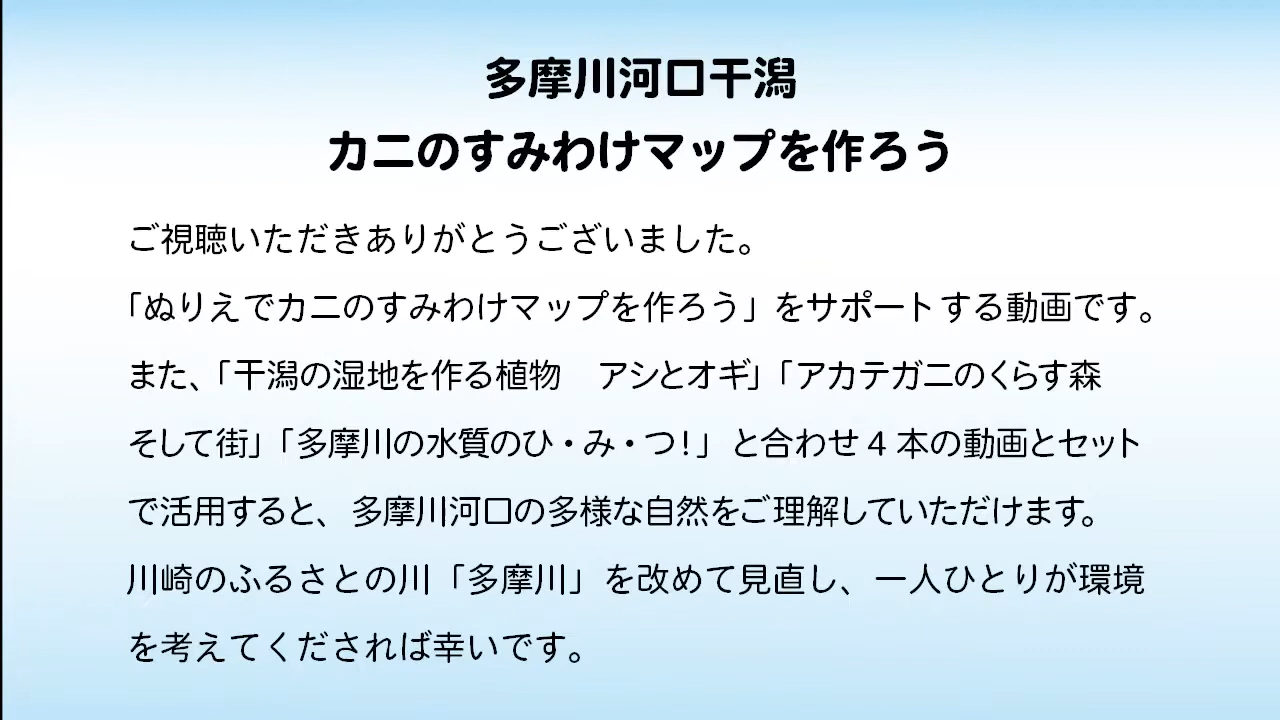 多摩川河口干潟
カニのすみわけマップを作ろう
ご視聴いただきありがとうございました。
「ぬりえでカニのすみわけマップを作ろう」をサポートする動画です。
また、「干潟の湿地を作る植物　アシとオギ」「アカテガニのくらす森
そして街」「多摩川の水質のひ・み・つ!」と合わせ4本の動画とセット
で活用すると、多摩川河口の多様な自然をご理解していただけます。
川崎のふるさとの川「多摩川」を改めて見直し、一人ひとりが環境
を考えてくだされば幸いです。